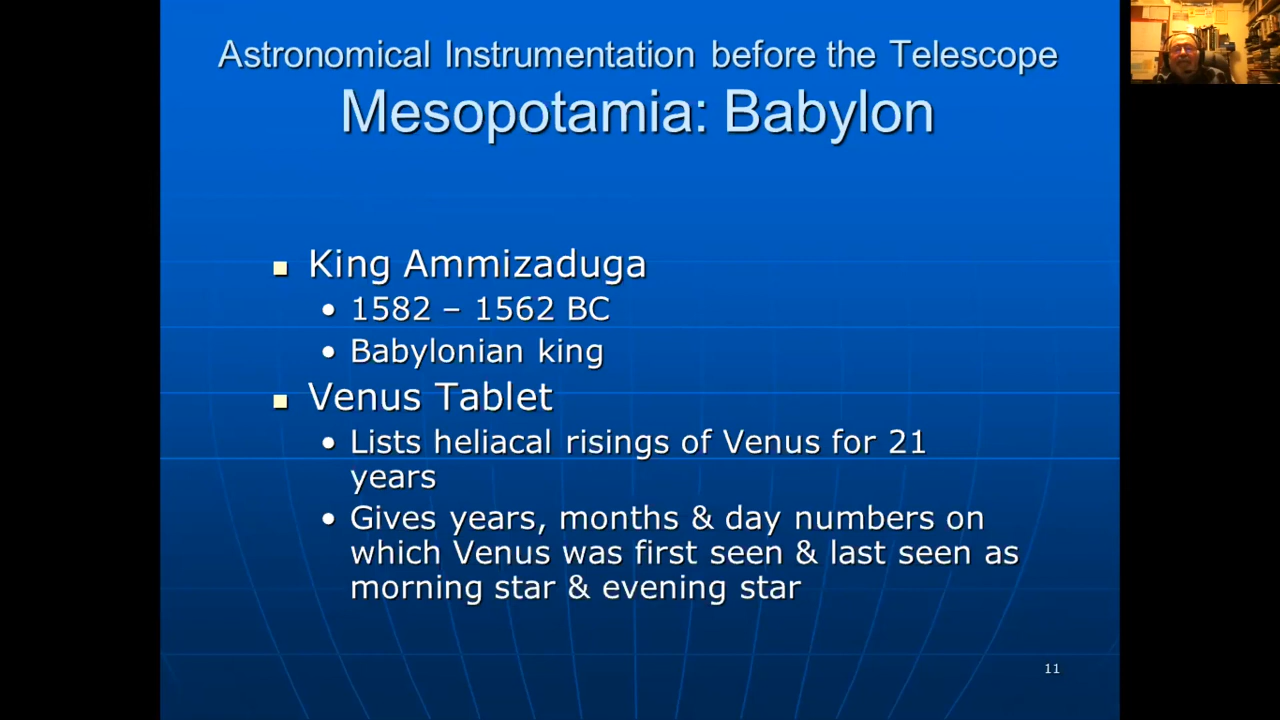 Astronomical Instrumentation before the Telescope
Mesopotamia: Babylon
King Ammizaduga
1582 – 1562 BC
Babylonian king
Venus Tablet
Lists heliacal risings of Venus for 21
years
Gives years, months & day numbers on
which Venus was first seen & last seen as
morning star & evening star
11